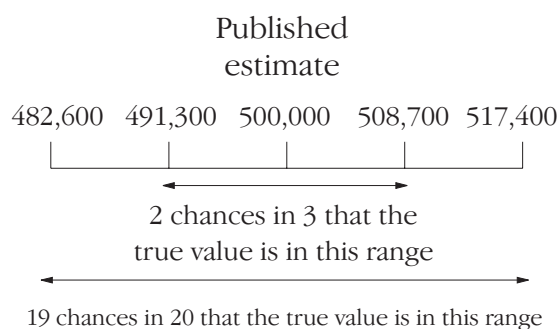 Published
estimate
482,600 491,300 500,000 508,700 517,400
2 chances in 3 that the
true value is in this range
19 chances in 20 that the true value is in this range